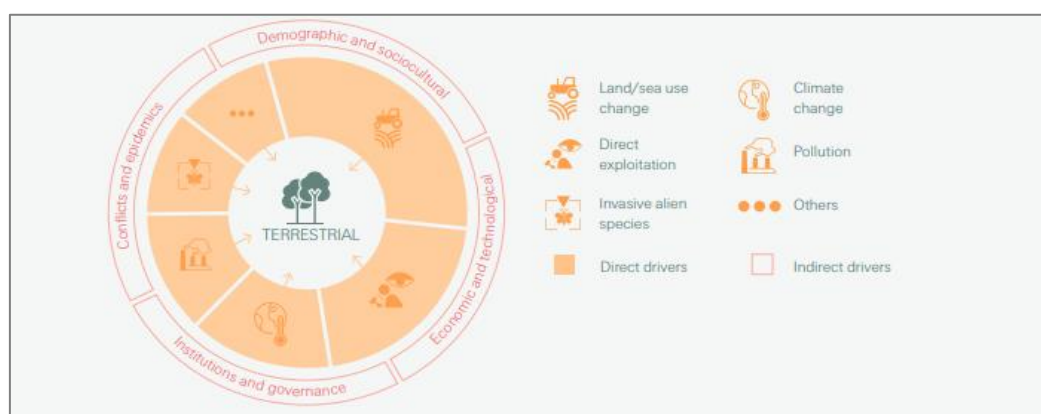 Demographic and sociocultural
Conflicts and epidemics
Economic and technological
Institutions and governance
TERRESTRIAL
Land/sea use
change
Climate
change
Direct
exploitation
Pollution
Invasive alien
species
Others
Direct drivers
Indirect drivers